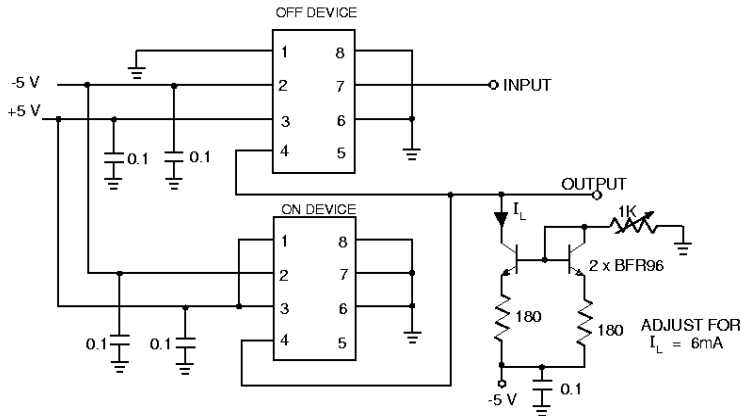 OFF DEVICE
1 8
-5 V 2 7 INPUT
+5 V 3 6
4 5
0.1 0.1
OUTPUT
ON DEVICE
I_L 1K
1 8
2 7 2 x BFR96
3 6
4 5
0.1 0.1
180 180 ADJUST FOR
I_L = 6mA
-5 V 0.1